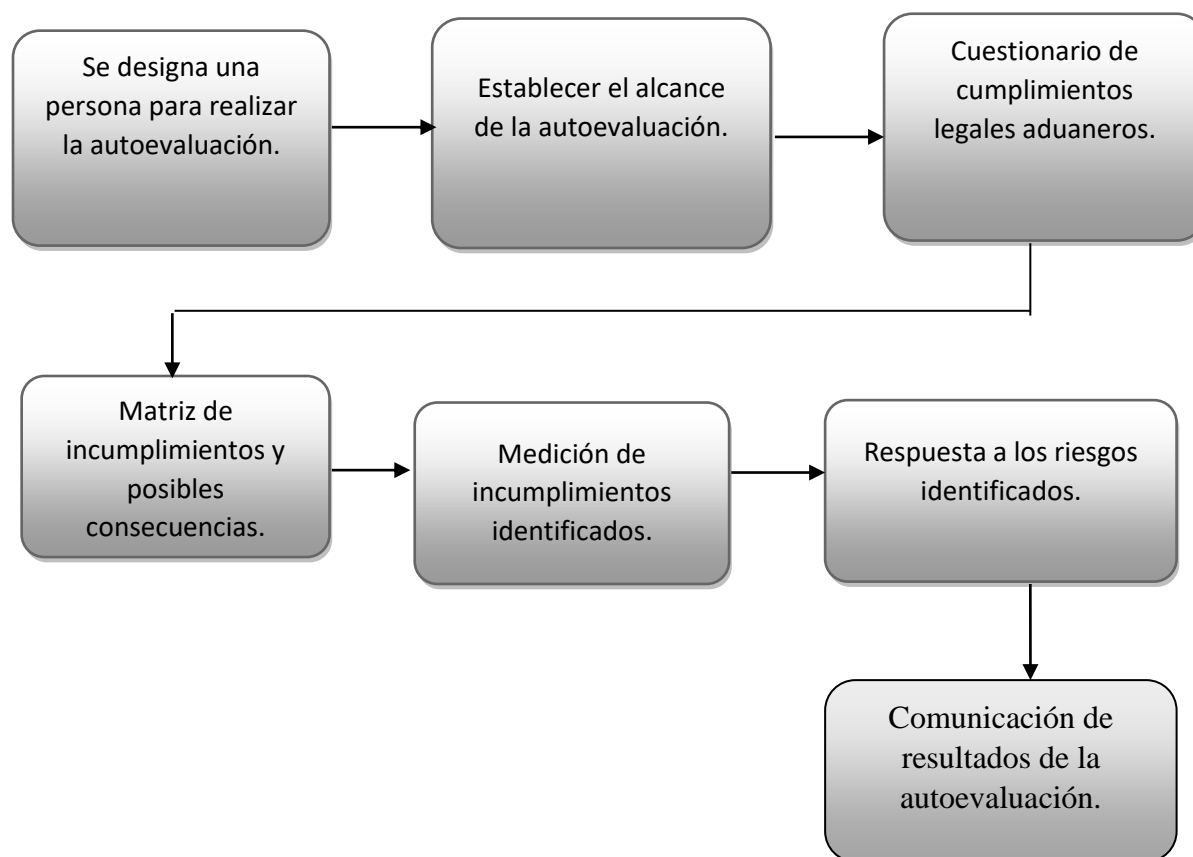 Se designa una
persona para realizar
la autoevaluación.
Establecer el alcance
de la autoevaluación.
Cuestionario de
cumplimientos
legales aduaneros.
Matriz de
incumplimientos y
posibles
consecuencias.
Medición de
incumplimientos
identificados.
Respuesta a los riesgos
identificados.
Comunicación de
resultados de la
autoevaluación.